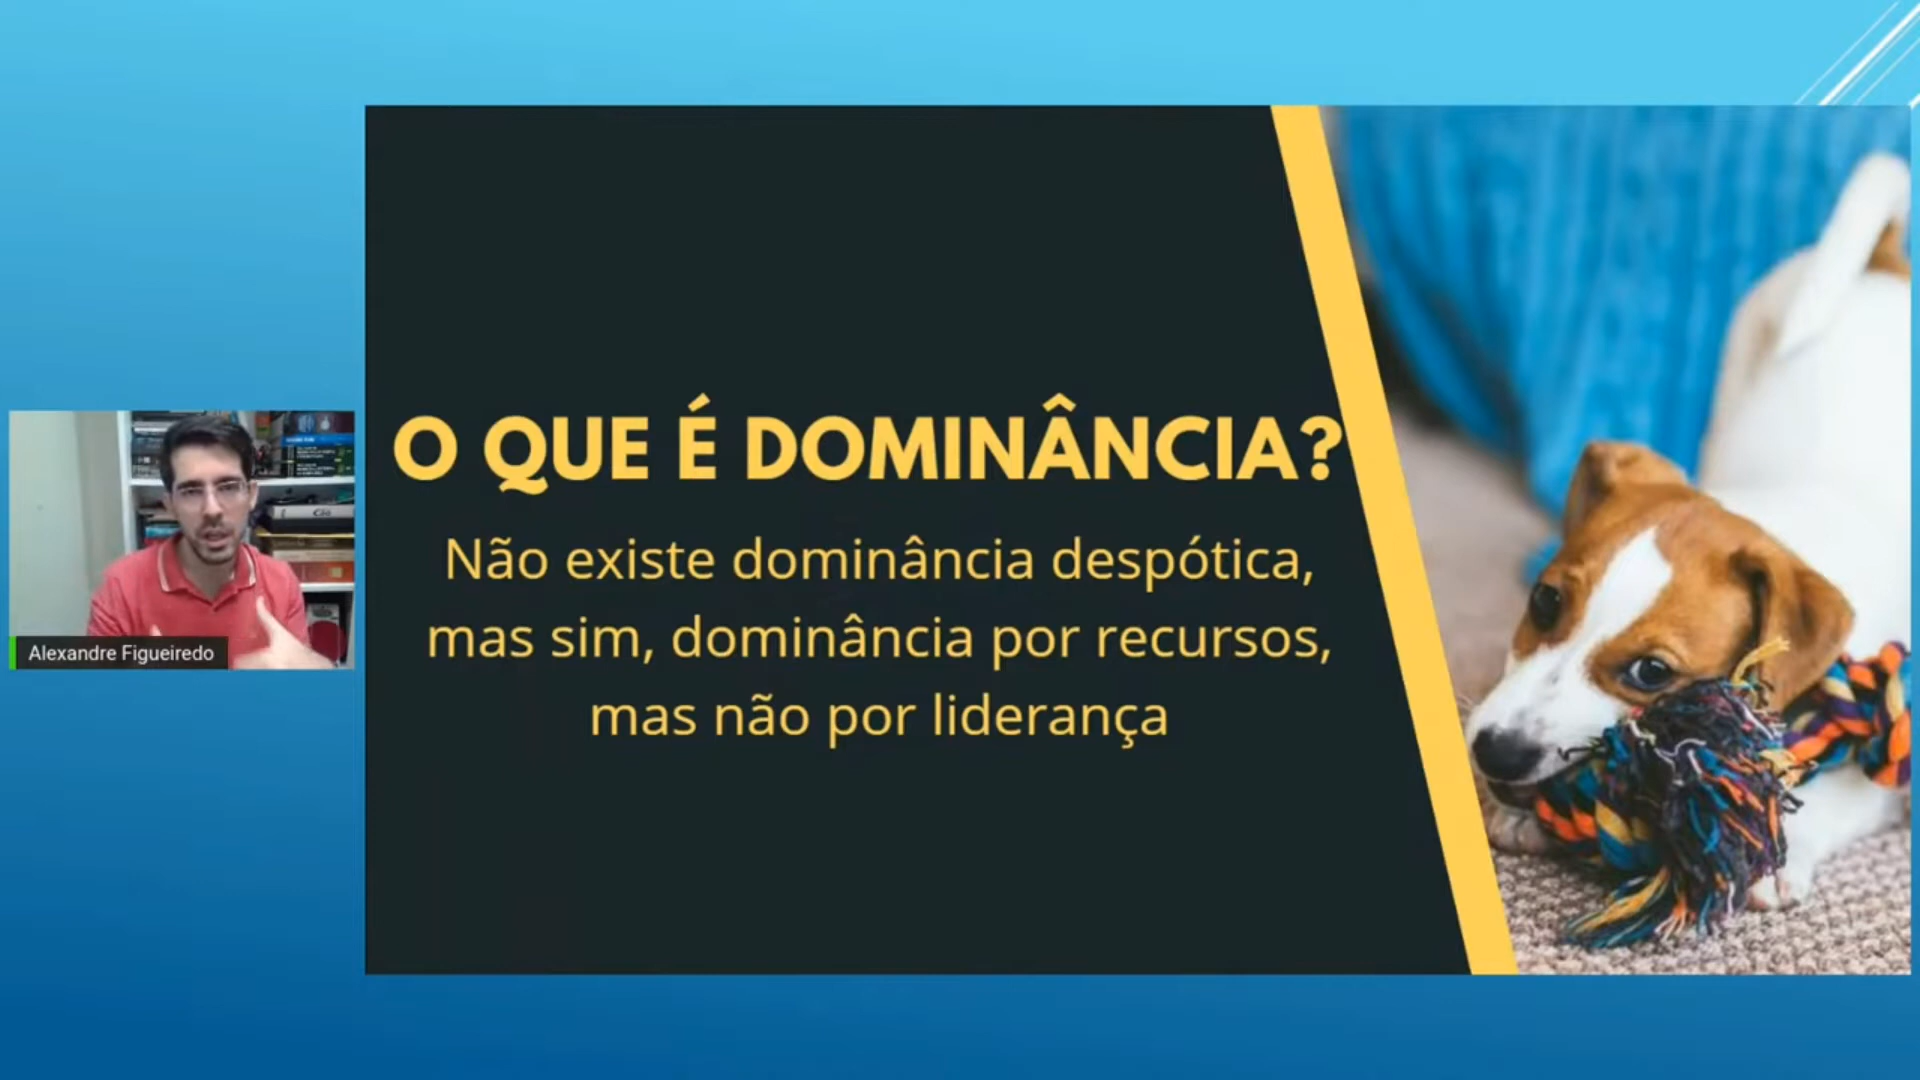 O QUE É DOMINÂNCIA?
Não existe dominância despótica,
mas sim, dominância por recursos,
mas não por liderança
Alexandre Figueiredo